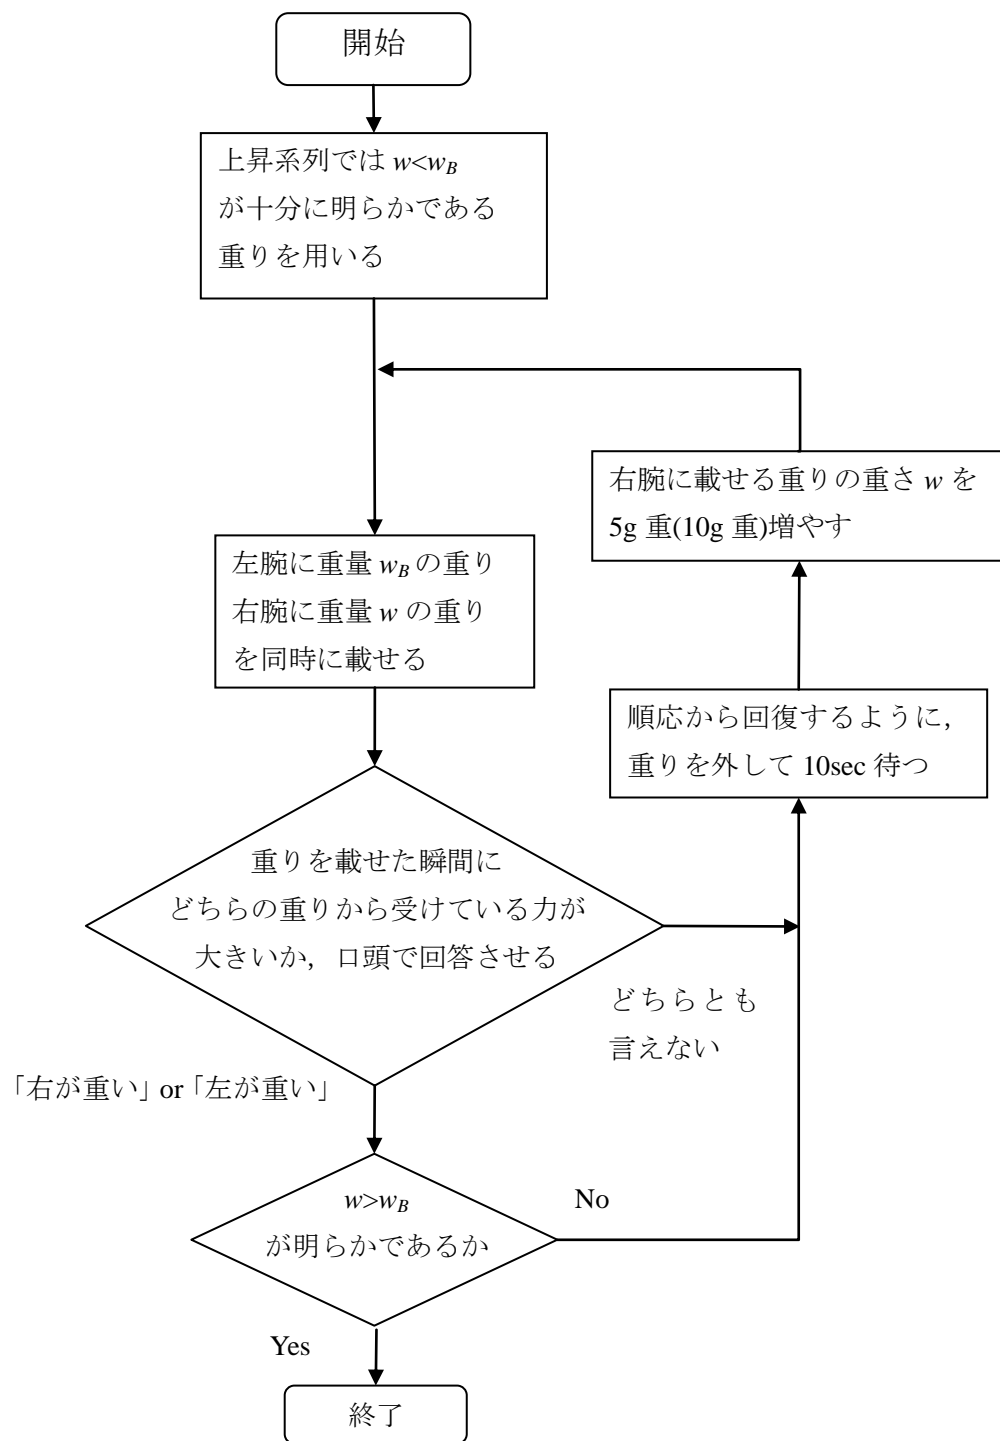 開始
上昇系列では w<w_B
が十分に明らかである
重りを用いる
右腕に載せる重りの重さ w を
5g 重(10g 重)増やす
左腕に重量 w_B の重り
右腕に重量 w の重り
を同時に載せる
順応から回復するように，
重りを外して 10sec 待つ
重りを載せた瞬間に
どちらの重りから受けている力が
大きいか，口頭で回答させる
どちらとも
言えない
「右が重い」or「左が重い」
w>w_B
が明らかであるか
No
Yes
終了